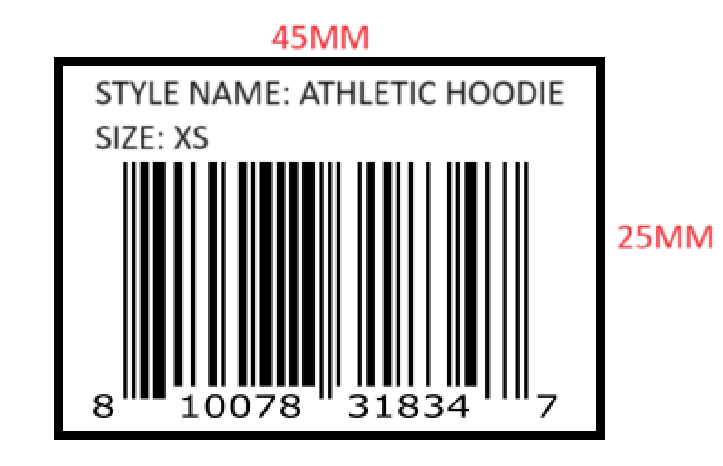 45MM
STYLE NAME: ATHLETIC HOODIE
SIZE: XS
25MM
8 10078 31834 7